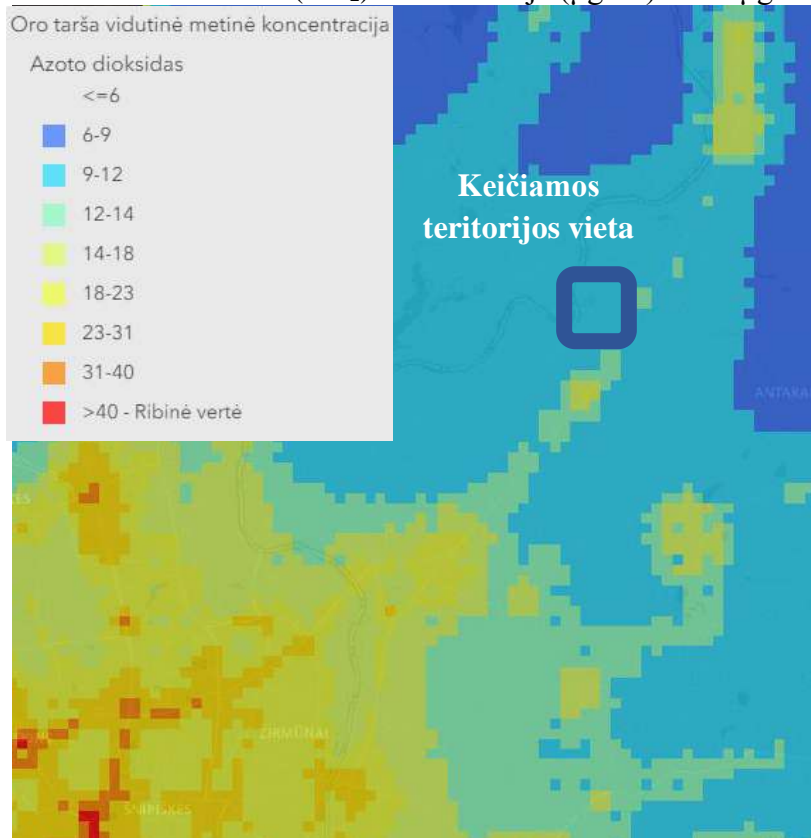 Oro tarša vidutinė metinė koncentracija
Azoto dioksidas
<=6
6-9
9-12
12-14
14-18
18-23
23-31
31-40
>40 - Ribinė vertė
Keičiamos
teritorijos vieta
ANTAKA
ŽIRMŪNAI
ŠNIPIŠKĖS